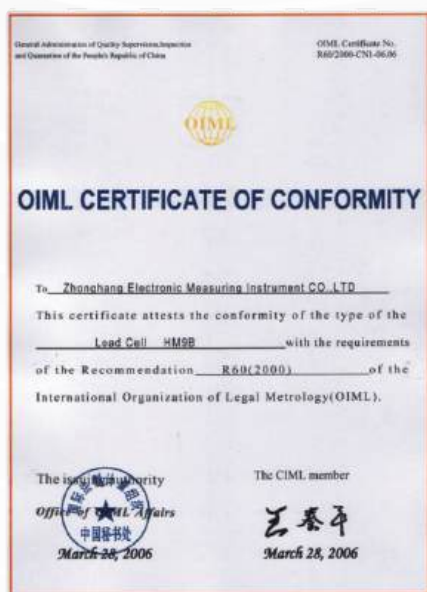 General Administration of Quality Supervision, Inspection
and Quarantine of the People's Republic of China
OIML Certificate No.
R60/2000-CN1-06.06
OIML
OIML CERTIFICATE OF CONFORMITY
To Zhonghang Electronic Measuring Instrument CO.,LTD
This certificate attests the conformity of the type of the
Load Cell HM9B with the requirements
of the Recommendation R60(2000) of the
International Organization of Legal Metrology(OIML).
The issuing authority
Office of OIML Affairs
中国秘书处
March 28, 2006
The CIML member
March 28, 2006